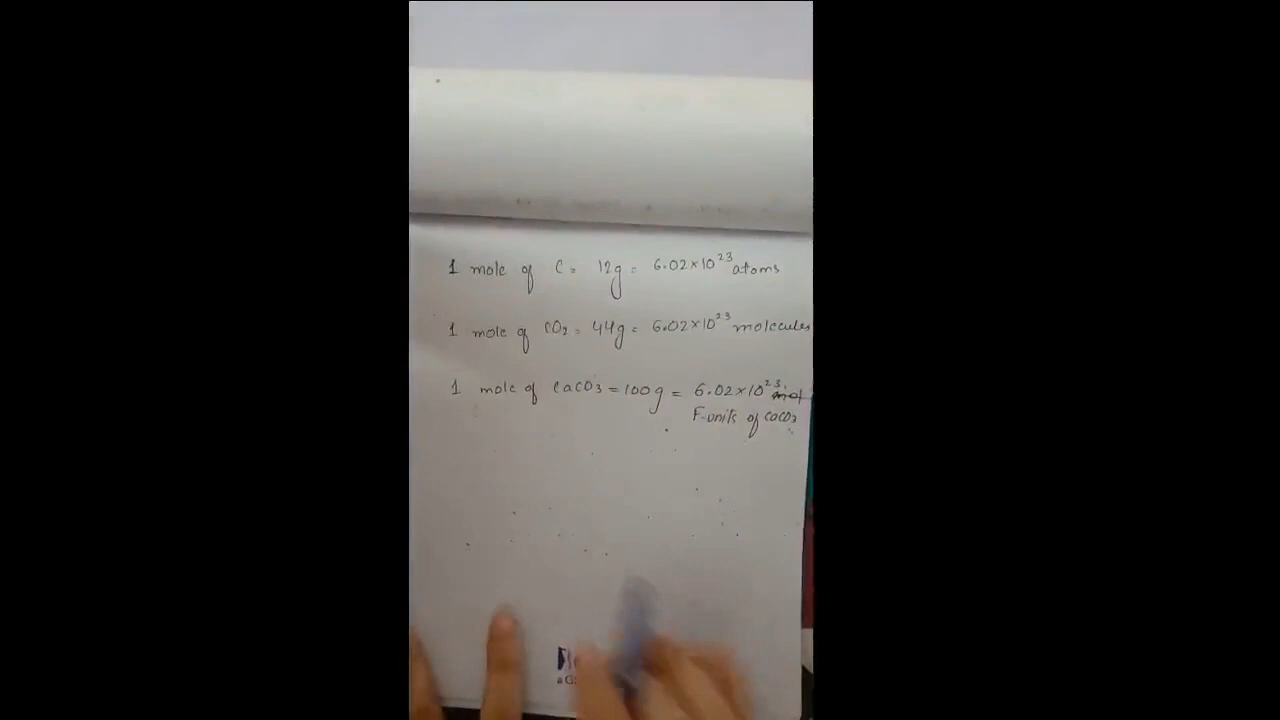 1 mole of C = 12g = 6.02×10²³ atoms
1 mole of CO₂ = 44g = 6.02×10²³ molecules
1 mole of CaCO₃ = 100g = 6.02×10²³
F-units of CaCO₃